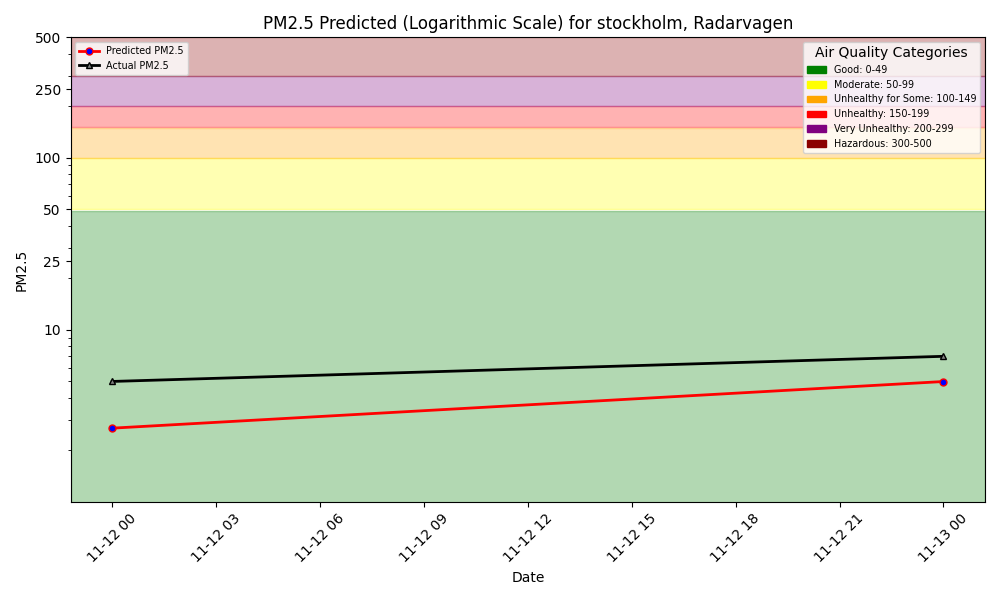 PM2.5 Predicted (Logarithmic Scale) for stockholm, Radarvagen
500
250
100
50
25
10
PM2.5
Predicted PM2.5
Actual PM2.5
Air Quality Categories
Good: 0-49
Moderate: 50-99
Unhealthy for Some: 100-149
Unhealthy: 150-199
Very Unhealthy: 200-299
Hazardous: 300-500
11-12 00
11-12 03
11-12 06
11-12 09
11-12 12
11-12 15
11-12 18
11-12 21
11-13 00
Date